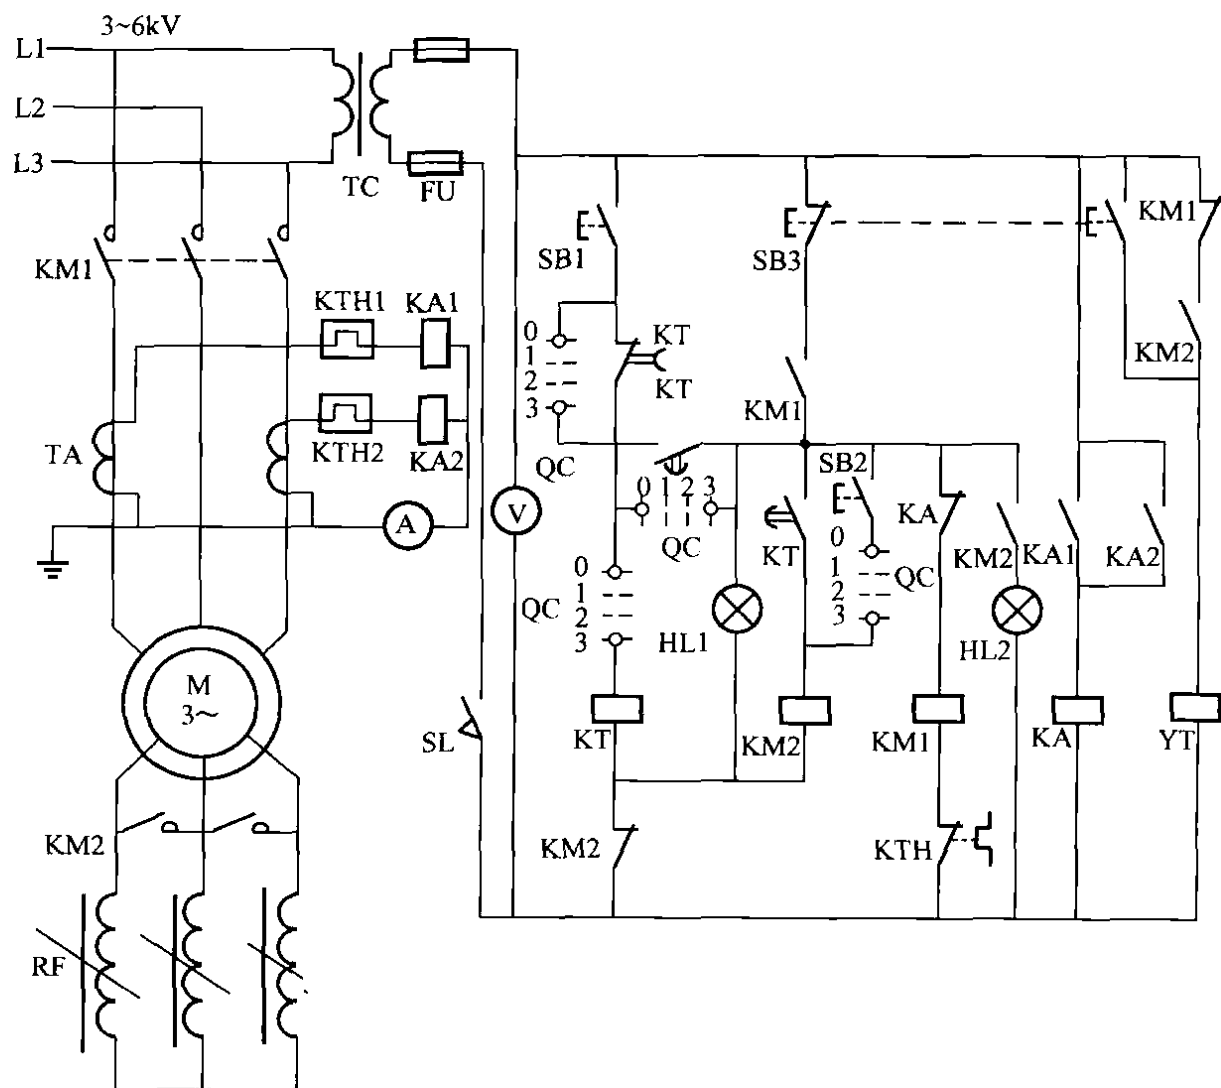 3~6kV
L1
L2
L3
TC
FU
KM1
KTH1
KA1
KTH2
KA2
TA
A
V
M
3~
SL
KM2
RF
SB1
SB3
KM1
KM2
0
1
2
3
KT
KT
KM1
QC
0 1 2 3
QC
SB2
KT
0
1
2
3
QC
KA
KM2
KA1
KA2
QC
0
1
2
3
HL1
HL2
KT
KM2
KM1
KA
YT
KM2
KTH